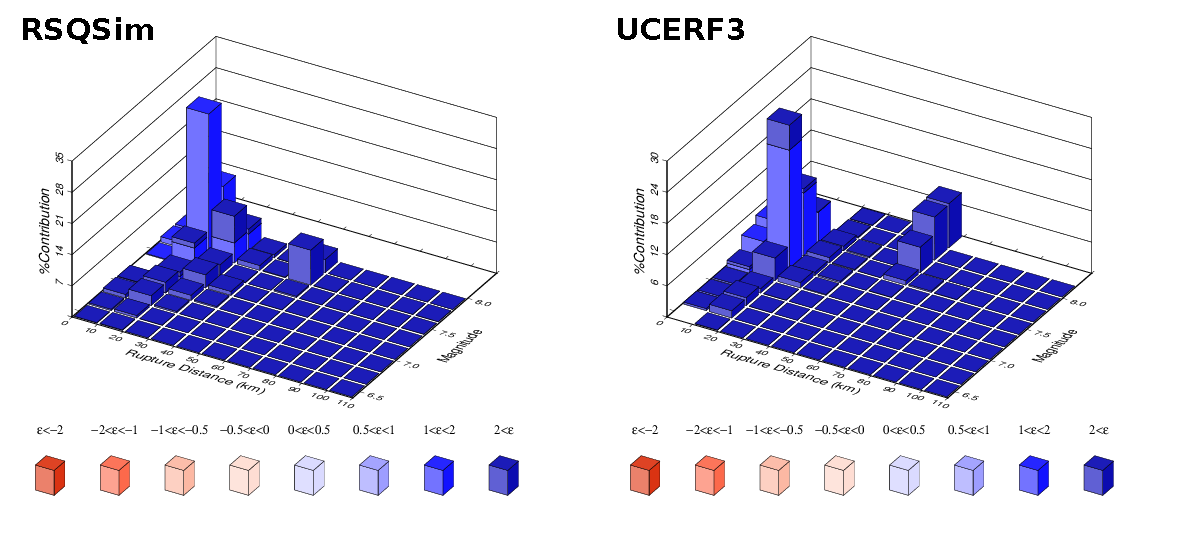 RSQSim
UCERF3
%Contribution
7
14
21
28
35
0
10
20
30
40
50
60
70
80
90
100
110
Rupture Distance (km)
6.5
7.0
7.5
8.0
Magnitude
ε<−2
−2<ε<−1
−1<ε<−0.5
−0.5<ε<0
0<ε<0.5
0.5<ε<1
1<ε<2
2<ε
%Contribution
6
12
18
24
30
0
10
20
30
40
50
60
70
80
90
100
110
Rupture Distance (km)
6.5
7.0
7.5
8.0
Magnitude
ε<−2
−2<ε<−1
−1<ε<−0.5
−0.5<ε<0
0<ε<0.5
0.5<ε<1
1<ε<2
2<ε